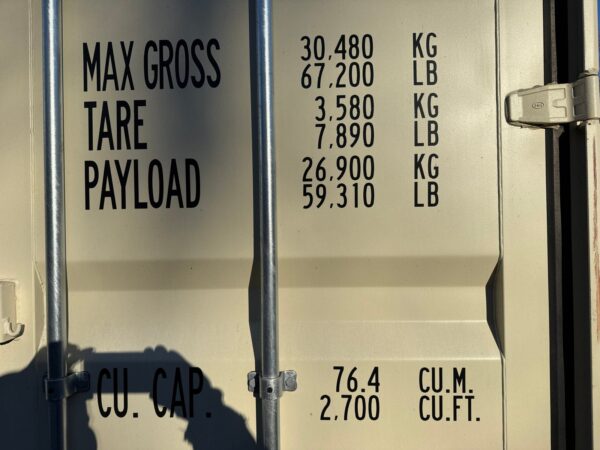 MAX GROSS 30,480 KG
67,200 LB
TARE 3,580 KG
7,890 LB
PAYLOAD 26,900 KG
59,310 LB
CU. CAP. 76.4 CU.M.
2,700 CU.FT.